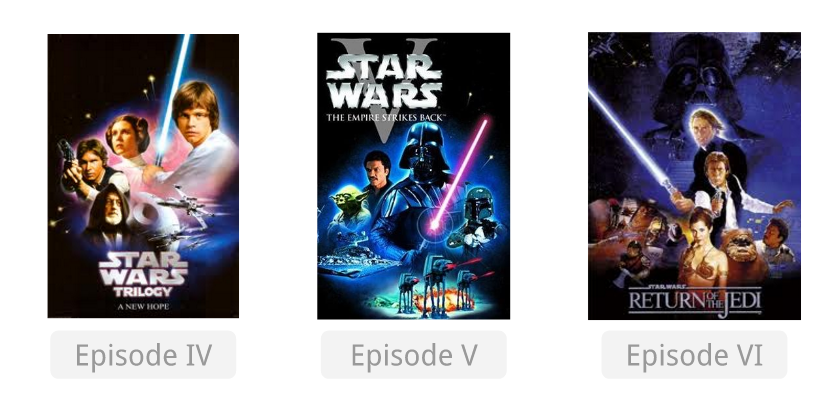 STAR
WARS
TRILOGY
A NEW HOPE
V
STAR
WARS
THE EMPIRE STRIKES BACK™
STAR WARS
RETURN OF THE JEDI
Episode IV
Episode V
Episode VI